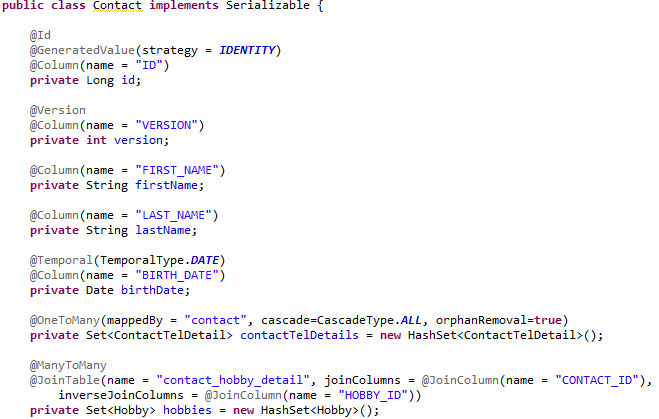 public class Contact implements Serializable {
@Id
@GeneratedValue(strategy = IDENTITY)
@Column(name = "ID")
private Long id;
@Version
@Column(name = "VERSION")
private int version;
@Column(name = "FIRST_NAME")
private String firstName;
@Column(name = "LAST_NAME")
private String lastName;
@Temporal(TemporalType.DATE)
@Column(name = "BIRTH_DATE")
private Date birthDate;
@OneToMany(mappedBy = "contact", cascade=CascadeType.ALL, orphanRemoval=true)
private Set<ContactTelDetail> contactTelDetails = new HashSet<ContactTelDetail>();
@ManyToMany
@JoinTable(name = "contact_hobby_detail", joinColumns = @JoinColumn(name = "CONTACT_ID"),
inverseJoinColumns = @JoinColumn(name = "HOBBY_ID"))
private Set<Hobby> hobbies = new HashSet<Hobby>();